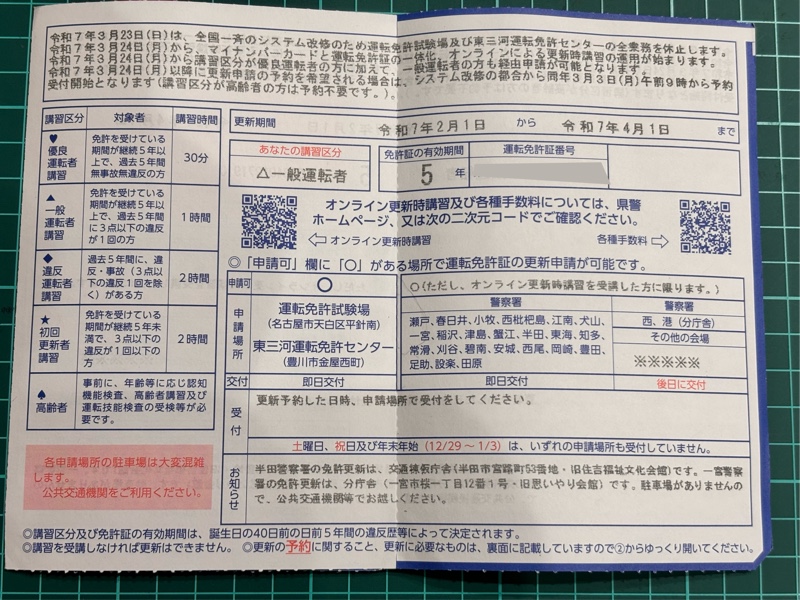 令和7年3月23日(日)は、全国一斉のシステム改修のため運転免許試験場及び東三河運転免許センターの全業務を休止します。
令和7年3月24日(月)から、マイナンバーカードと運転免許証の一体化、オンラインによる更新時講習の運用が始まります。
令和7年3月24日(月)から講習区分が優良運転者の方に加えて、一般運転者の方も経由申請が可能となります。
令和7年3月24日(月)以降に更新申請の予約を希望される場合は、システム改修の都合から同年3月3日(月)午前9時から予約
受付開始となります(講習区分が高齢者の方は予約不要です。)。
講習区分 対象者 講習時間
♥
優良
運転者
講習
免許を受けている
期間が継続5年以
上で、過去5年間
無事故無違反の方
30分
▲
一般
運転者
講習
免許を受けている
期間が継続5年以
上で、過去5年間
に3点以下の違反
が1回の方
1時間
◆
違反
運転者
講習
過去5年間に、違
反・事故(3点以
下の違反1回を除
く)がある方
2時間
★
初回
更新者
講習
免許を受けている
期間が継続5年未
満で、3点以下の
違反が1回以下の
方
2時間
♠
高齢者
事前に、年齢等に応じ認知
機能検査、高齢者講習及び
運転技能検査の受検等が必
要です。
各申請場所の駐車場は大変混雑
します。
公共交通機関をご利用ください。
更新期間 令和7年2月1日 から 令和7年4月1日 まで
あなたの講習区分 免許証の有効期間 運転免許証番号
△一般運転者 5 年
オンライン更新時講習及び各種手数料については、県警
ホームページ、又は次の二次元コードでご確認ください。
⇦オンライン更新時講習 各種手数料⇨
◎「申請可」欄に「○」がある場所で運転免許証の更新申請が可能です。
申請可 ○ ○(ただし、オンライン更新時講習を受講した方に限ります。)
申請場所
運転免許試験場
(名古屋市天白区平針南)
東三河運転免許センター
(豊川市金屋西町)
警察署
瀬戸、春日井、小牧、西枇杷島、江南、犬山、
一宮、稲沢、津島、蟹江、半田、東海、知多、
常滑、刈谷、碧南、安城、西尾、岡崎、豊田、
足助、設楽、田原
警察署
西、港(分庁舎)
その他の会場
※※※※※
交付 即日交付 即日交付 後日に交付
受付
更新予約した日時、申請場所で受付をしてください。
土曜日、祝日及び年末年始(12/29～1/3)は、いずれの申請場所も受付していません。
お知らせ
半田警察署の免許更新は、交通棟仮庁舎(半田市宮路町53番地・旧住吉福祉文化会館)です。一宮警察
署の免許更新は、分庁舎(一宮市桜一丁目12番1号・旧思いやり会館)です。駐車場がありませんの
で、公共交通機関等でお越しください。
◎講習区分及び免許証の有効期間は、誕生日の40日前の日前5年間の違反歴等によって決定されます。
◎講習を受講しなければ更新はできません。 ◎更新の予約に関すること、更新に必要なものは、裏面に記載していますので②からゆっくり開いてください。